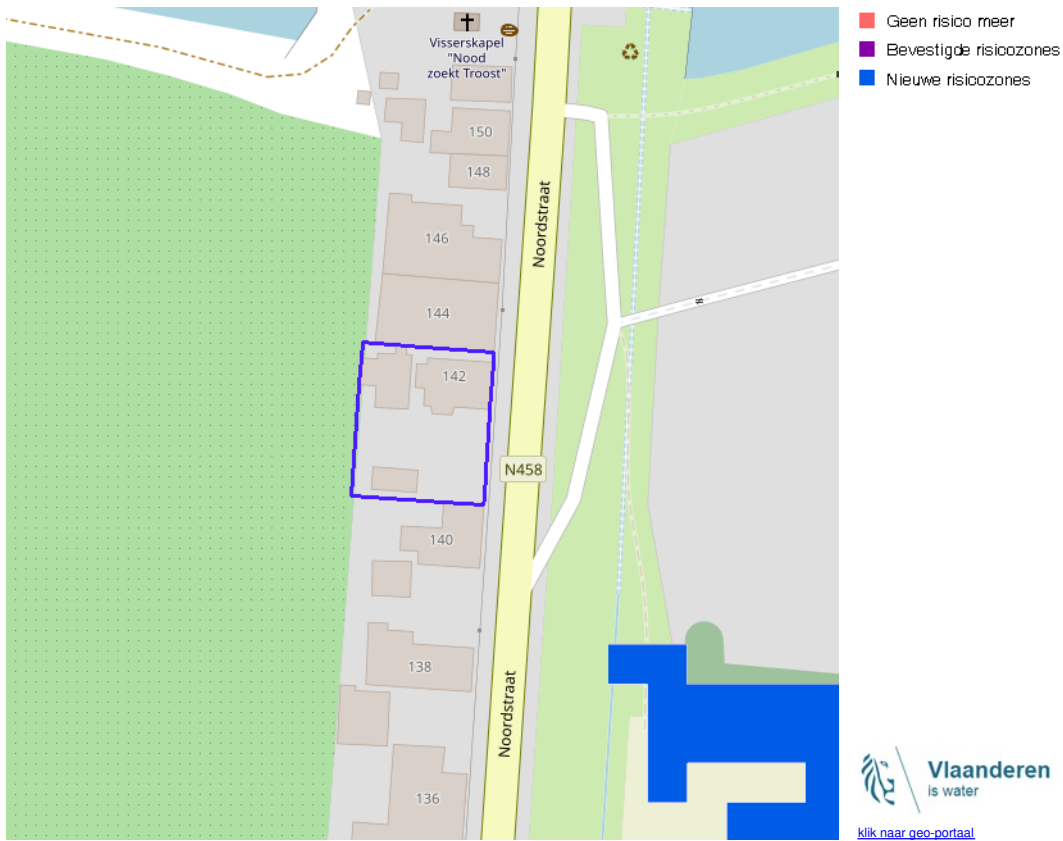 Visserskapel
"Nood
zoekt Troost"
150
148
146
144
142
140
138
136
Noordstraat
N458
Noordstraat
Geen risico meer
Bevestigde risicozones
Nieuwe risicozones
Vlaanderen
is water
klik naar geo-portaal